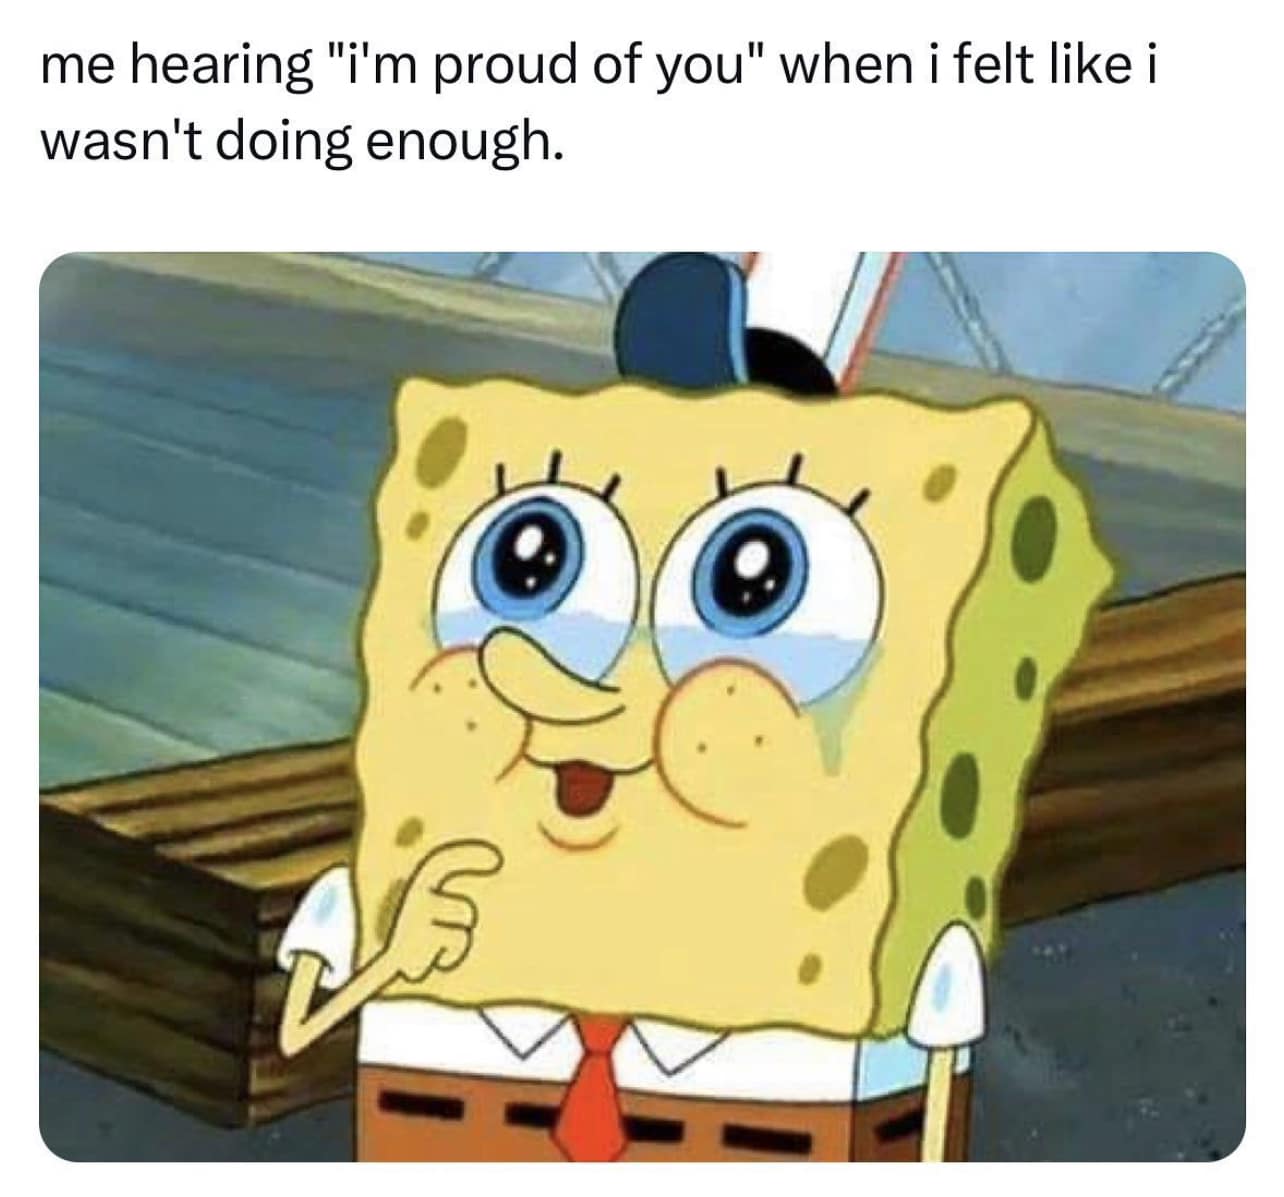 me hearing "i'm proud of you" when i felt like i
wasn't doing enough.